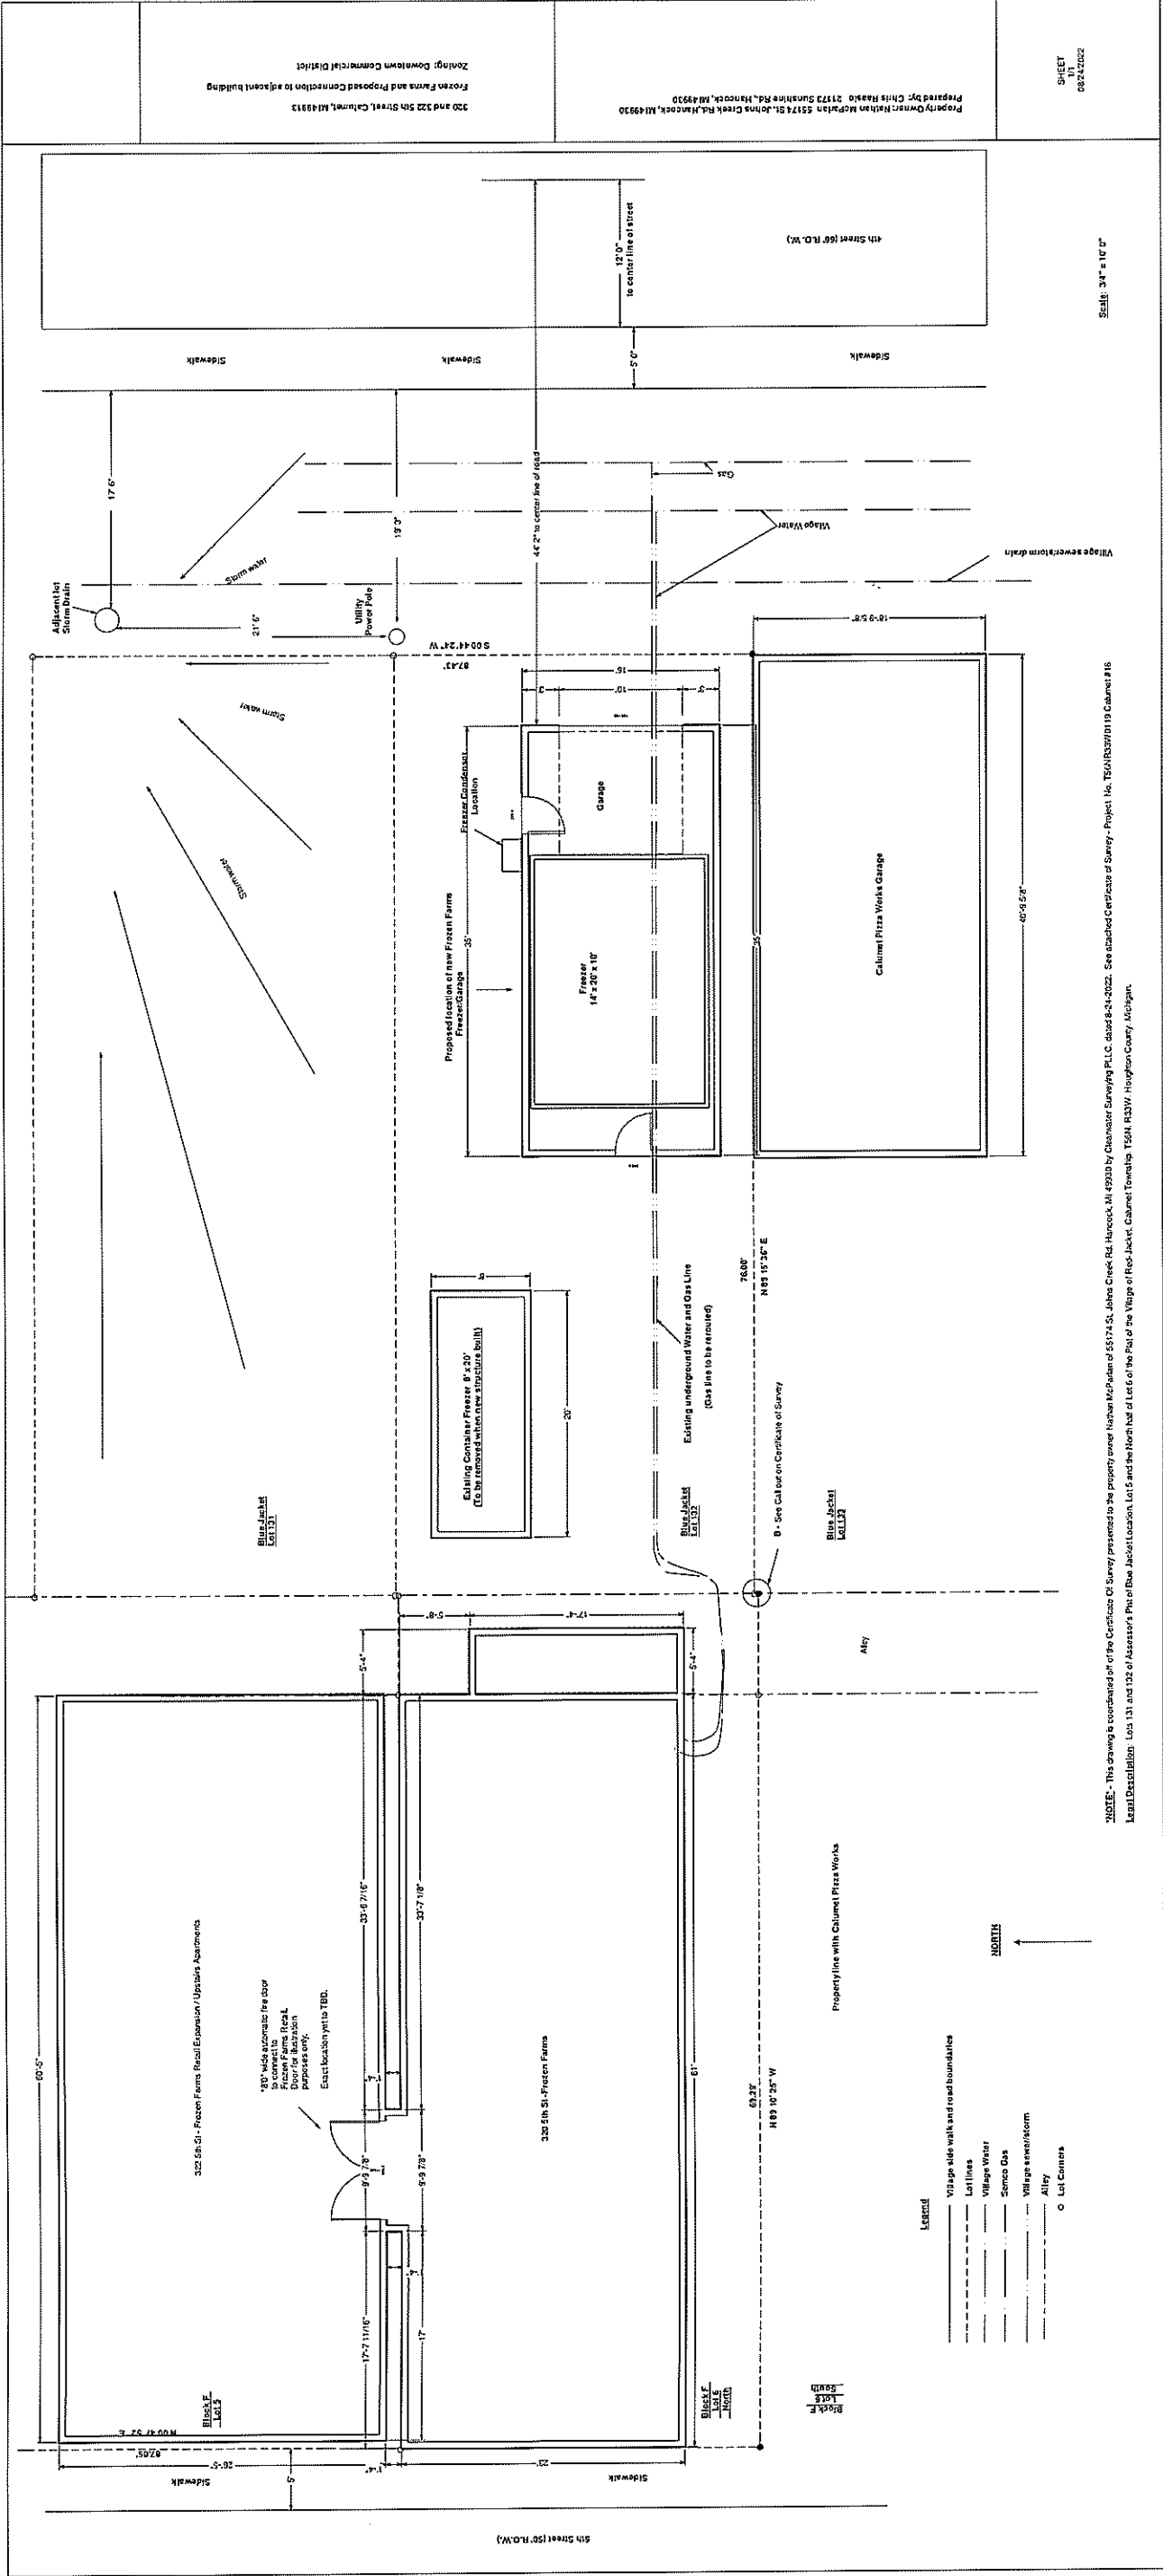 320 and 322 5th Street, Calumet, MI 49913
Frozen Farms and Proposed Connection to adjacent building
Zoning: Downtown Commercial District
Property Owner: Nathan McParlan 55174 St. Johns Creek Rd, Hancock, MI 49930
Prepared by: Chris Raasio 21173 Sunshine Rd., Hancock, MI 49930
SHEET
1/1
08/24/2022
5th Street (50' R.O.W.)
Sidewalk
Sidewalk
5'
87.05'
N 00 47' 52" E
26'-5"
1'-4"
23'
60'-5"
Block F
Lot 5
322 5th St - Frozen Farms Retail Expansion / Upstairs Apartments
*8'0" wide automatic fire door
to connect to
Frozen Farms Retail.
Door for illustration
purposes only.
Exact location yet to TBD.
17'-7 11/16"
9'-9 7/8"
33'-6 7/16"
5'-4"
17'
9'-9 7/8"
33'-7 1/8"
320 5th St - Frozen Farms
61'
5'-4"
5'-8"
17'-4"
Block F
Lot 6
North
Block F
Lot 6
South
63.29'
N 89 10' 25" W
Property line with Calumet Pizza Works
Alley
Blue Jacket
Lot 131
Existing Container Freezer 8' x 20'
(To be removed when new structure built)
8'
20'
Blue Jacket
Lot 132
Existing underground Water and Gas Line
(Gas line to be rerouted)
B - See Callout on Certificate of Survey
Blue Jacket
Lot 133
76.00'
N 89 15' 36" E
Storm water
Storm water
Storm water
Proposed location of new Frozen Farms
Freezer/Garage
35'
Freezer Condensor
Location
Freezer
14' x 20' x 10'
Garage
3'
10'
3'
16'
35'
Calumet Pizza Works Garage
40'-9 5/8"
18'-9 5/8"
87.43'
S 00 44' 24" W
Adjacent lot
Storm Drain
17' 6"
21' 6"
Utility
Power Pole
19' 3"
44' 2" to center line of road
Gas
Village Water
Village sewer/storm drain
Sidewalk
Sidewalk
Sidewalk
5'0"
12'0"
to center line of street
4th Street (66' R.O.W.)
Scale: 3/4" = 10' 0"
NORTH
Legend
Village side walk and road boundaries
Lot lines
Village Water
Semco Gas
Village sewer/storm
Alley
Lot Corners
*NOTE* - This drawing is coordinated off of the Certificate Of Survey presented to the property owner Nathan McParlan of 55174 St. Johns Creek Rd. Hancock, MI 49930 by Clearwater Surveying PLLC. dated 8-24-2022. See attached Certificate of Survey - Project No. T56NR33W0119 Calumet #16
Legal Description: Lots 131 and 132 of Assessor's Plat of Blue Jacket Location, Lot 5 and the North half of Lot 6 of the Plat of the Village of Red Jacket, Calumet Township, T56N, R33W, Houghton County, Michigan.